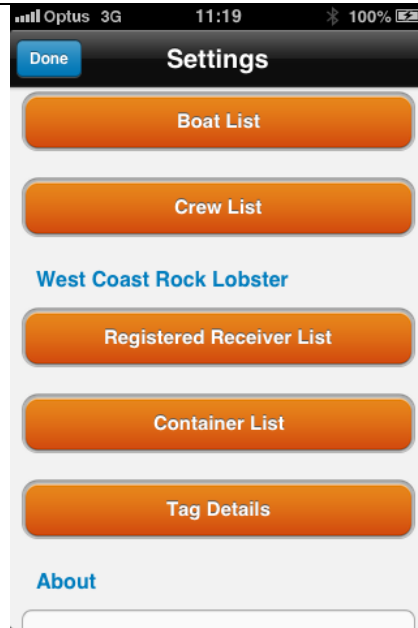 Optus 3G 11:19 100%
Done Settings
Boat List
Crew List
West Coast Rock Lobster
Registered Receiver List
Container List
Tag Details
About